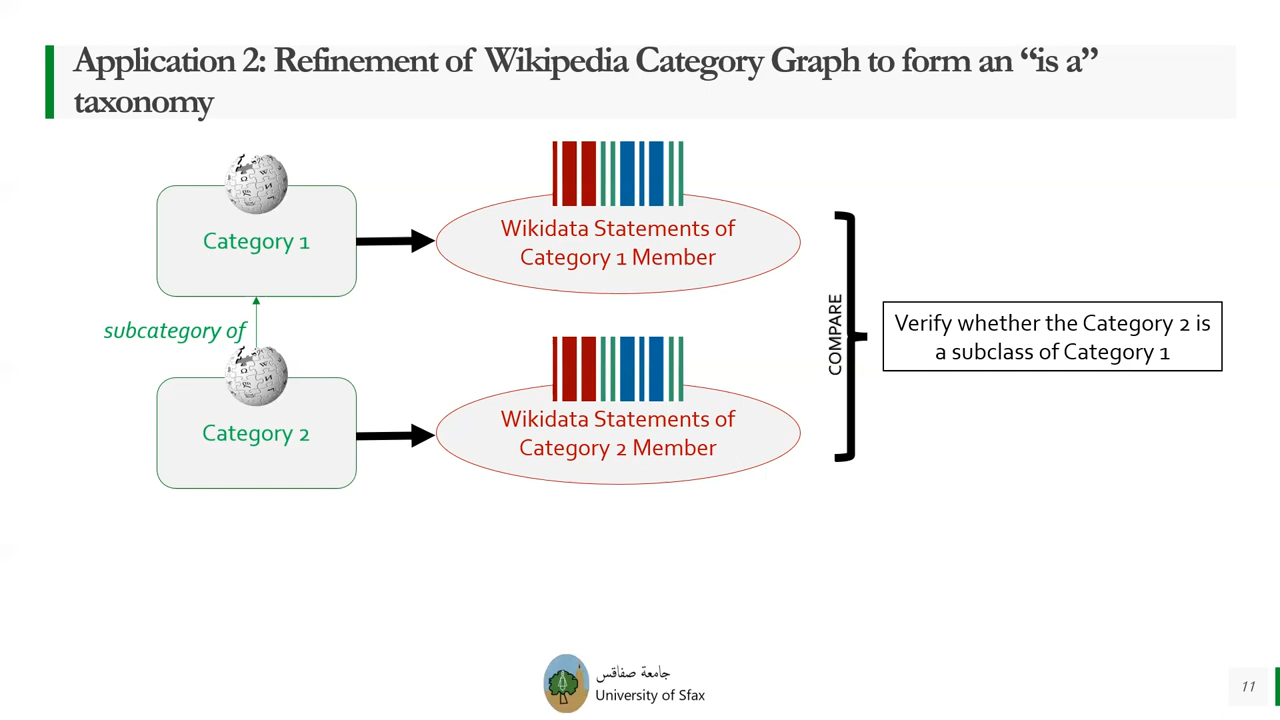 Application 2: Refinement of Wikipedia Category Graph to form an “is a”
taxonomy
Category 1
Wikidata Statements of
Category 1 Member
subcategory of
Category 2
Wikidata Statements of
Category 2 Member
COMPARE
Verify whether the Category 2 is
a subclass of Category 1
جامعة صفاقس
University of Sfax
11